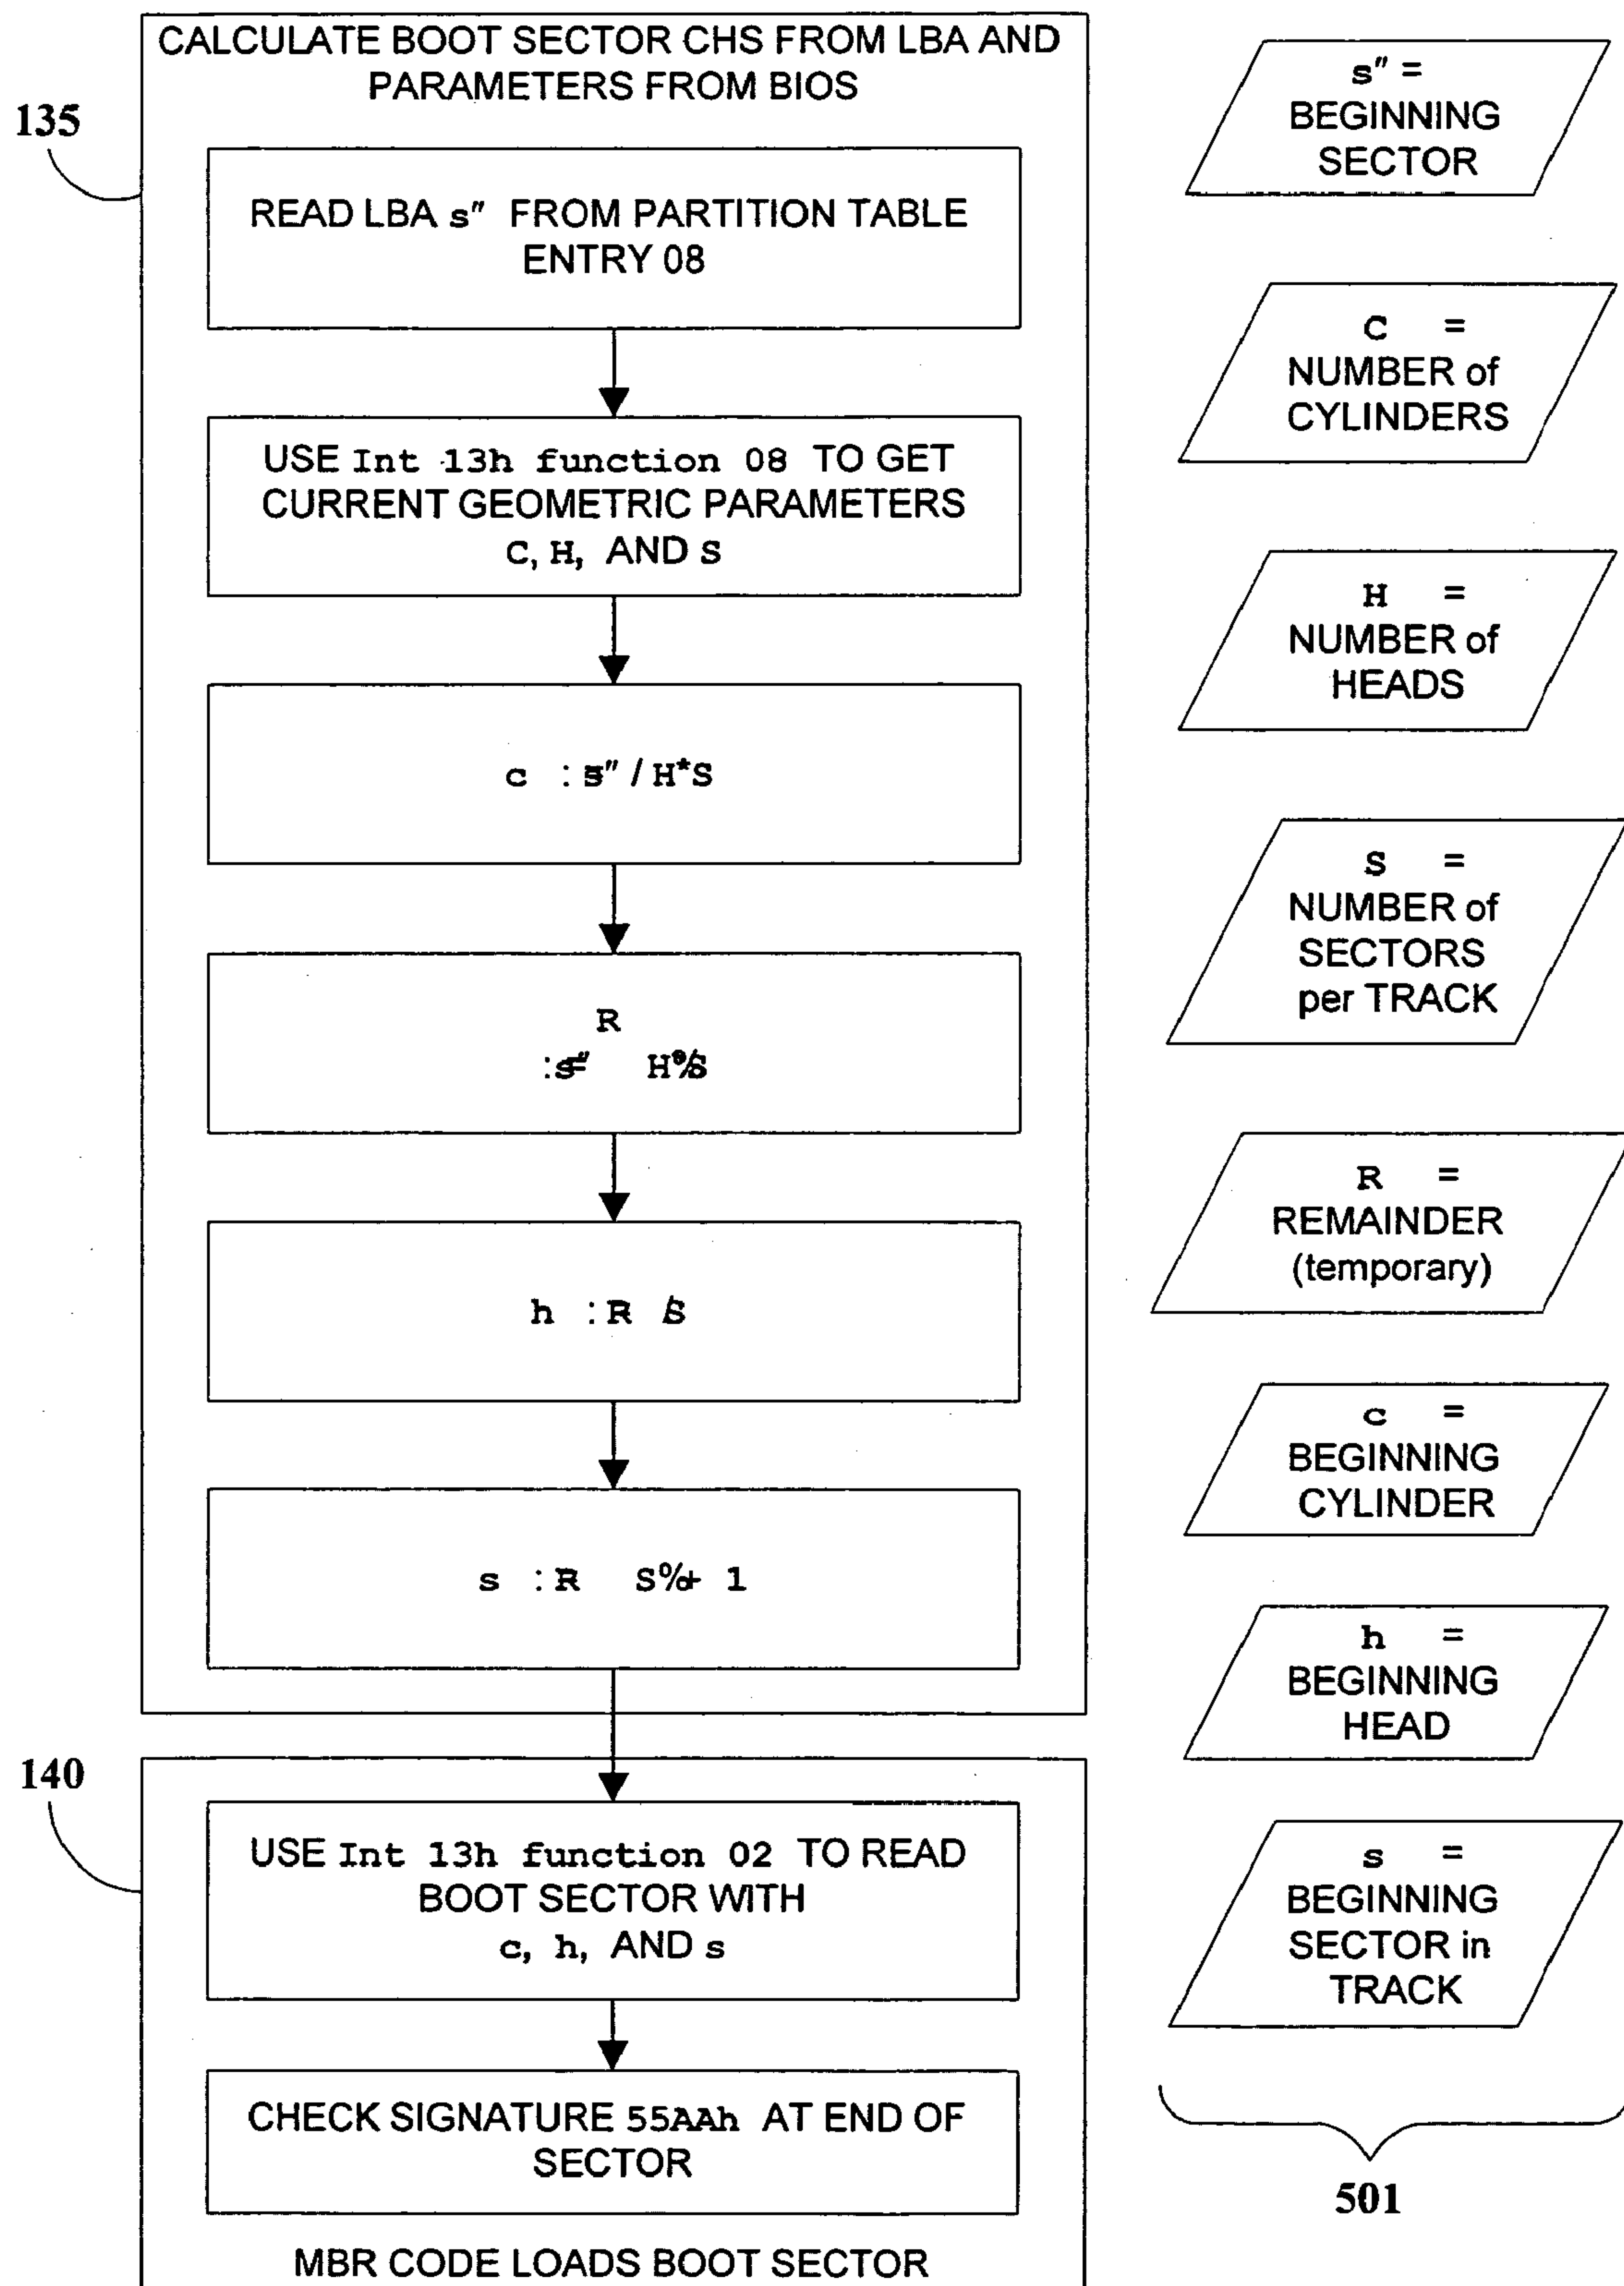 CALCULATE BOOT SECTOR CHS FROM LBA AND
PARAMETERS FROM BIOS
135
READ LBA s″ FROM PARTITION TABLE
ENTRY 08
USE Int 13h function 08 TO GET
CURRENT GEOMETRIC PARAMETERS
C, H, AND S
c := s″ / H*S
R
:= s″ % H*S
h := R / S
s := R % S + 1
140
USE Int 13h function 02 TO READ
BOOT SECTOR WITH
c, h, AND s
CHECK SIGNATURE 55AAh AT END OF
SECTOR
MBR CODE LOADS BOOT SECTOR
s″ =
BEGINNING
SECTOR
C =
NUMBER of
CYLINDERS
H =
NUMBER of
HEADS
S =
NUMBER of
SECTORS
per TRACK
R =
REMAINDER
(temporary)
c =
BEGINNING
CYLINDER
h =
BEGINNING
HEAD
s =
BEGINNING
SECTOR in
TRACK
501